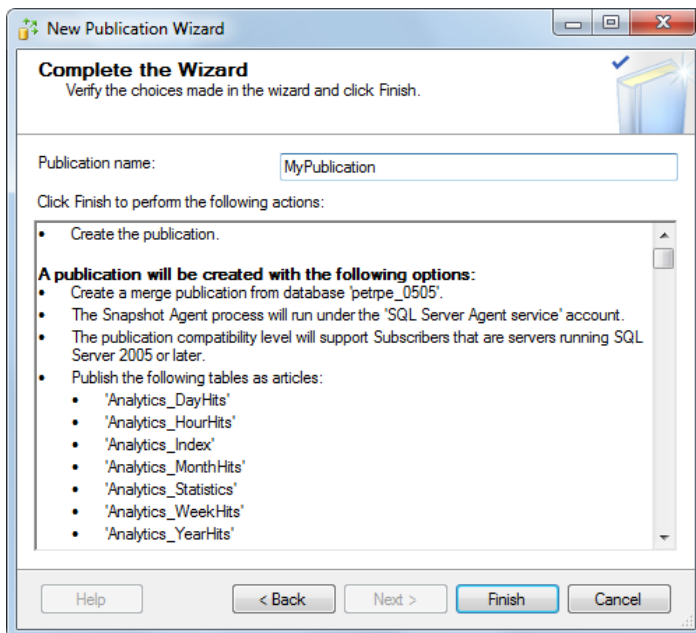 New Publication Wizard
Complete the Wizard
Verify the choices made in the wizard and click Finish.
Publication name:
MyPublication
Click Finish to perform the following actions:
• Create the publication.
A publication will be created with the following options:
• Create a merge publication from database 'petrpe_0505'.
• The Snapshot Agent process will run under the 'SQL Server Agent service' account.
• The publication compatibility level will support Subscribers that are servers running SQL
Server 2005 or later.
• Publish the following tables as articles:
• 'Analytics_DayHits'
• 'Analytics_HourHits'
• 'Analytics_Index'
• 'Analytics_MonthHits'
• 'Analytics_Statistics'
• 'Analytics_WeekHits'
• 'Analytics_YearHits'
Help
< Back
Next >
Finish
Cancel